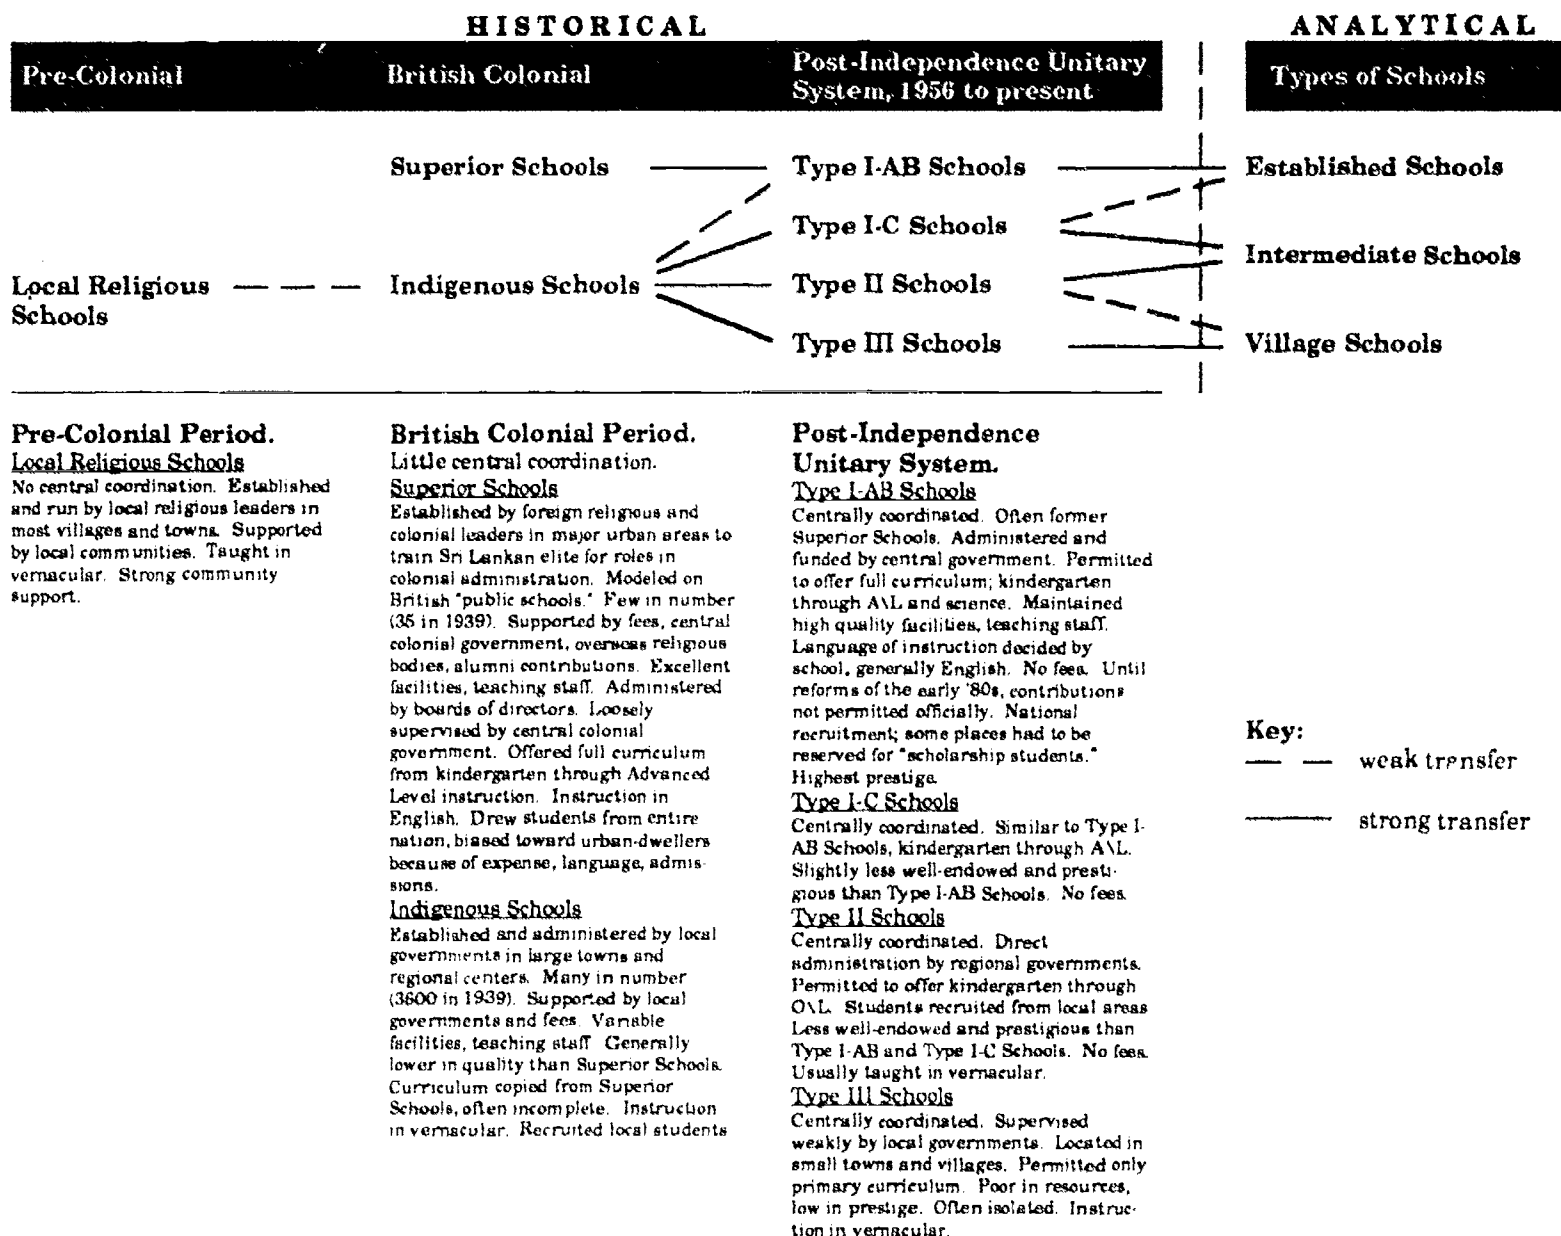 HISTORICAL
ANALYTICAL
Pre-Colonial
British Colonial
Post-Independence Unitary
System, 1956 to present
Types of Schools
Superior Schools
Type I-AB Schools
Established Schools
Type I-C Schools
Intermediate Schools
Local Religious
Schools
Indigenous Schools
Type II Schools
Type III Schools
Village Schools
Pre-Colonial Period.
Local Religious Schools
No central coordination. Established
and run by local religious leaders in
most villages and towns. Supported
by local communities. Taught in
vernacular. Strong community
support.
British Colonial Period.
Little central coordination.
Superior Schools
Established by foreign religious and
colonial leaders in major urban areas to
train Sri Lankan elite for roles in
colonial administration. Modeled on
British "public schools." Few in number
(35 in 1939). Supported by fees, central
colonial government, overseas religious
bodies, alumni contributions. Excellent
facilities, teaching staff. Administered
by boards of directors. Loosely
supervised by central colonial
government. Offered full curriculum
from kindergarten through Advanced
Level instruction. Instruction in
English. Drew students from entire
nation, biased toward urban-dwellers
because of expense, language, admis-
sions.
Indigenous Schools
Established and administered by local
governments in large towns and
regional centers. Many in number
(3600 in 1939). Supported by local
governments and fees. Variable
facilities, teaching staff. Generally
lower in quality than Superior Schools.
Curriculum copied from Superior
Schools, often incomplete. Instruction
in vernacular. Recruited local students
Post-Independence
Unitary System.
Type I-AB Schools
Centrally coordinated. Often former
Superior Schools. Administered and
funded by central government. Permitted
to offer full curriculum; kindergarten
through A\L and science. Maintained
high quality facilities, teaching staff.
Language of instruction decided by
school, generally English. No fees. Until
reforms of the early '80s, contributions
not permitted officially. National
recruitment; some places had to be
reserved for "scholarship students."
Highest prestige.
Type I-C Schools
Centrally coordinated. Similar to Type I-
AB Schools, kindergarten through A\L.
Slightly less well-endowed and presti-
gious than Type I-AB Schools. No fees.
Type II Schools
Centrally coordinated. Direct
administration by regional governments.
Permitted to offer kindergarten through
O\L. Students recruited from local areas
Less well-endowed and prestigious than
Type I-AB and Type I-C Schools. No fees.
Usually taught in vernacular.
Type III Schools
Centrally coordinated. Supervised
weakly by local governments. Located in
small towns and villages. Permitted only
primary curriculum. Poor in resources,
low in prestige. Often isolated. Instruc-
tion in vernacular.
Key:
weak transfer
strong transfer